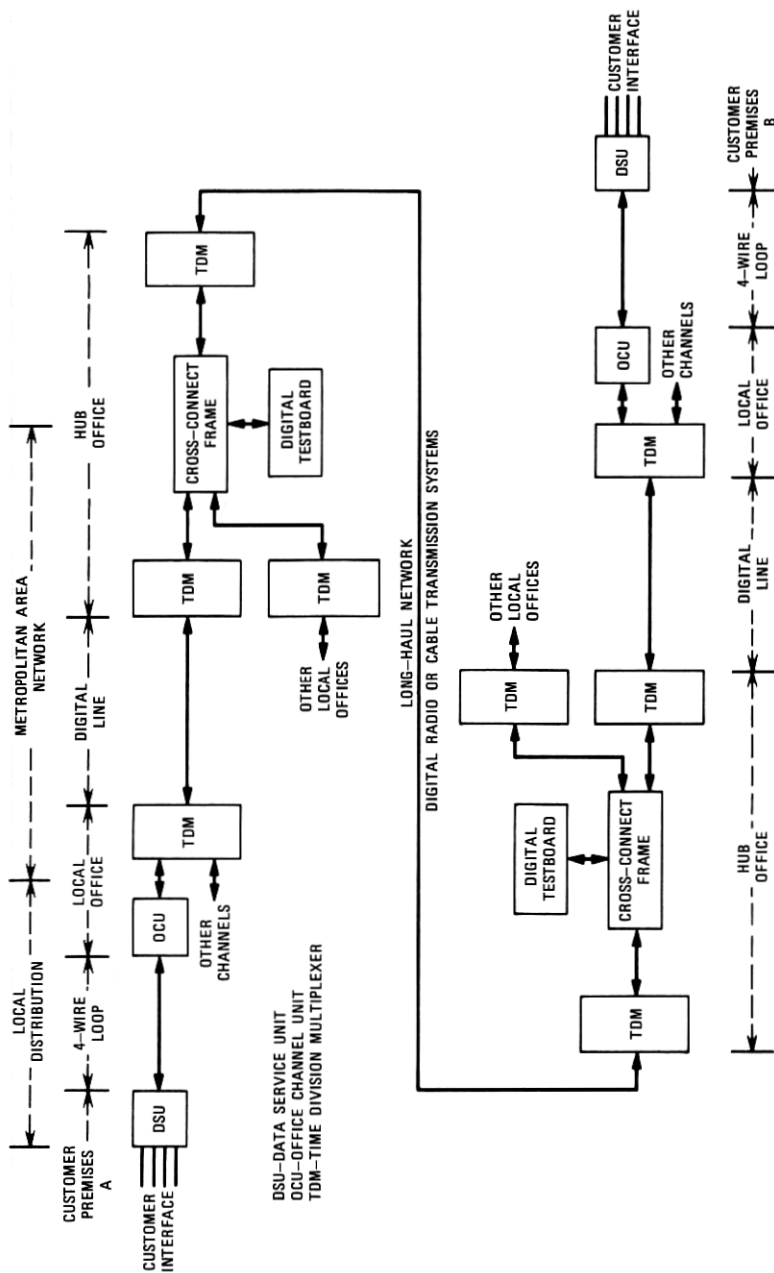 LOCAL
DISTRIBUTION
METROPOLITAN AREA
NETWORK
CUSTOMER
PREMISES
A
4-WIRE
LOOP
LOCAL
OFFICE
DIGITAL
LINE
HUB
OFFICE
CUSTOMER
INTERFACE
DSU
OCU
TDM
OTHER
CHANNELS
TDM
CROSS-CONNECT
FRAME
TDM
TDM
OTHER
LOCAL
OFFICES
DIGITAL
TESTBOARD
DSU-DATA SERVICE UNIT
OCU-OFFICE CHANNEL UNIT
TDM-TIME DIVISION MULTIPLEXER
LONG-HAUL NETWORK
DIGITAL RADIO OR CABLE TRANSMISSION SYSTEMS
DIGITAL
TESTBOARD
TDM
OTHER
LOCAL
OFFICES
TDM
CROSS-CONNECT
FRAME
TDM
TDM
OTHER
CHANNELS
OCU
DSU
CUSTOMER
INTERFACE
HUB
OFFICE
DIGITAL
LINE
LOCAL
OFFICE
4-WIRE
LOOP
CUSTOMER
PREMISES
B